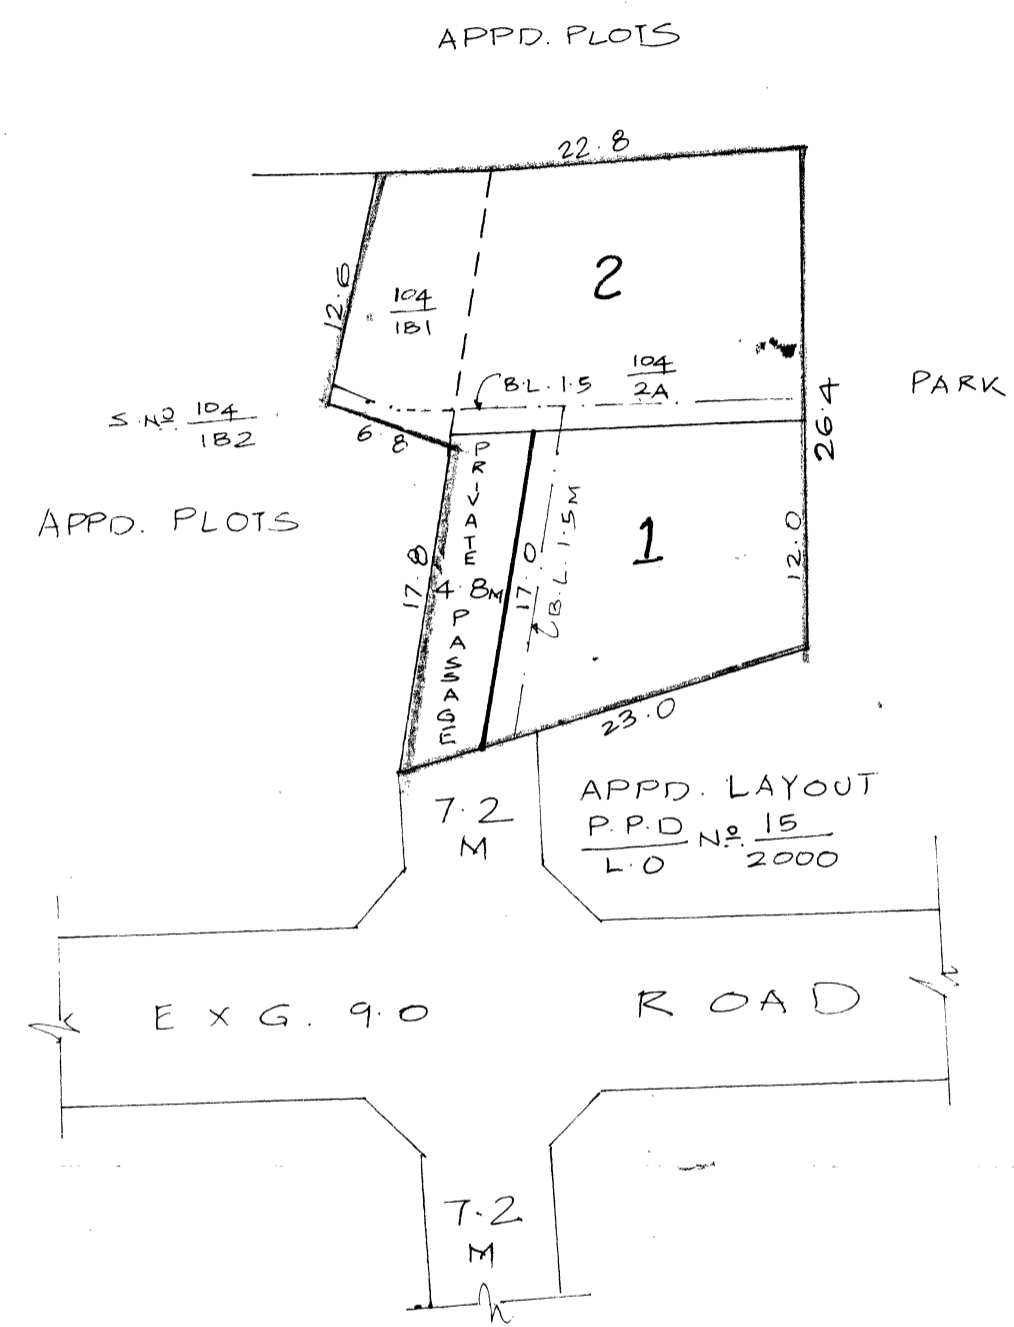 APPD. PLOTS
22.8
2
12.6
104
1B1
B.L. 1.5
104
2A
PARK
S.NO. 104
1B2
6.8
26.4
PRIVATE
APPD. PLOTS
17.8
4.8M
17.0
B.L. 1.5M
1
12.0
PASSAGE
23.0
7.2
M
APPD. LAYOUT
P.P.D No. 15
L.O 2000
EXG. 9.0 ROAD
7.2
M